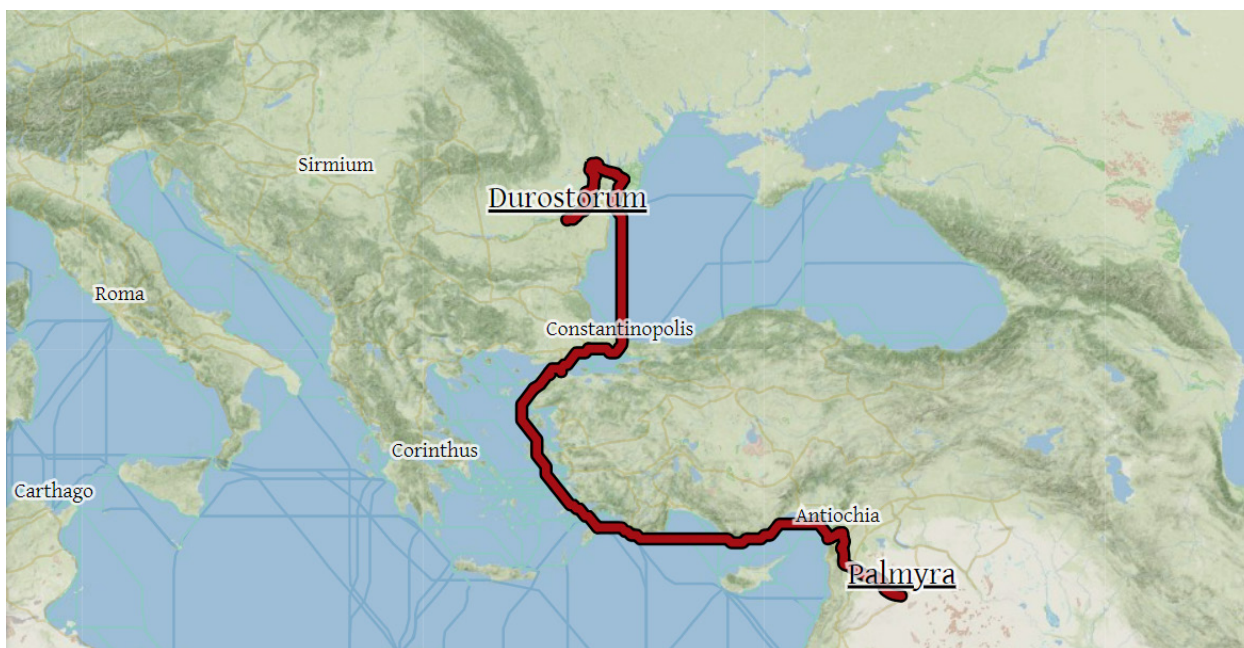 Sirmium
Durostorum
Roma
Constantinopolis
Corinthus
Carthago
Antiochia
Palmyra